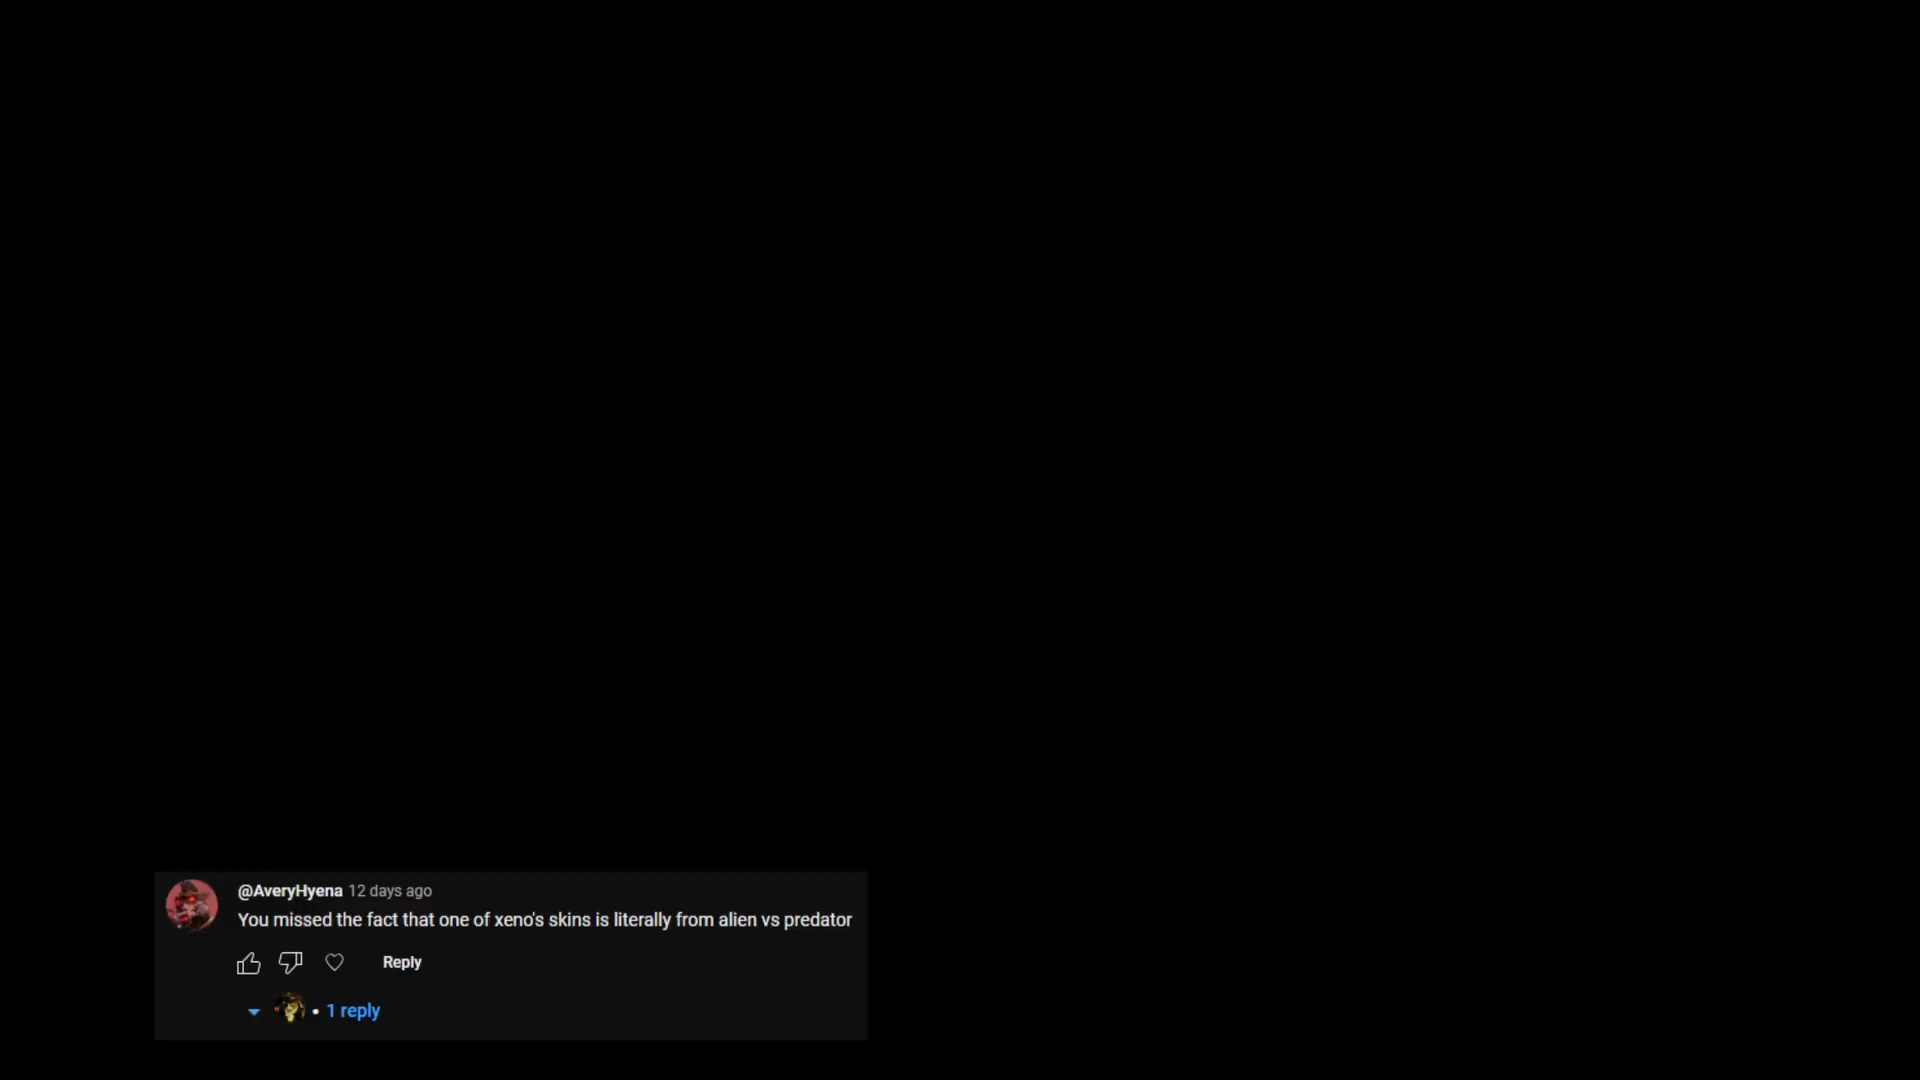 @AveryHyena 12 days ago
You missed the fact that one of xeno's skins is literally from alien vs predator
Reply
• 1 reply